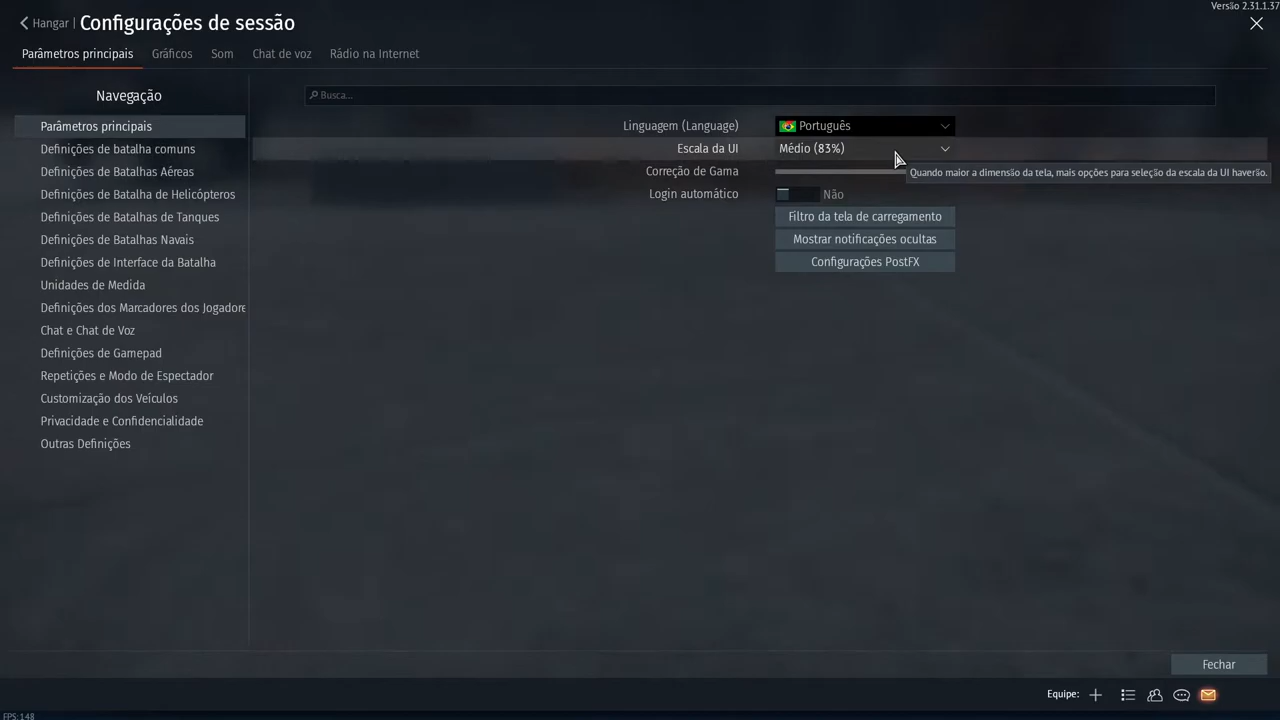 Versão 2.31.1.37
Hangar | Configurações de sessão
Parâmetros principais Gráficos Som Chat de voz Rádio na Internet
Navegação
Busca...
Parâmetros principais
Definições de batalha comuns
Definições de Batalhas Aéreas
Definições de Batalha de Helicópteros
Definições de Batalhas de Tanques
Definições de Batalhas Navais
Definições de Interface da Batalha
Unidades de Medida
Definições dos Marcadores dos Jogadore
Chat e Chat de Voz
Definições de Gamepad
Repetições e Modo de Espectador
Customização dos Veículos
Privacidade e Confidencialidade
Outras Definições
Linguagem (Language) Português
Escala da UI Médio (83%)
Correção de Gama
Quando maior a dimensão da tela, mais opções para seleção da escala da UI haverão.
Login automático Não
Filtro da tela de carregamento
Mostrar notificações ocultas
Configurações PostFX
Fechar
Equipe:
FPS:148